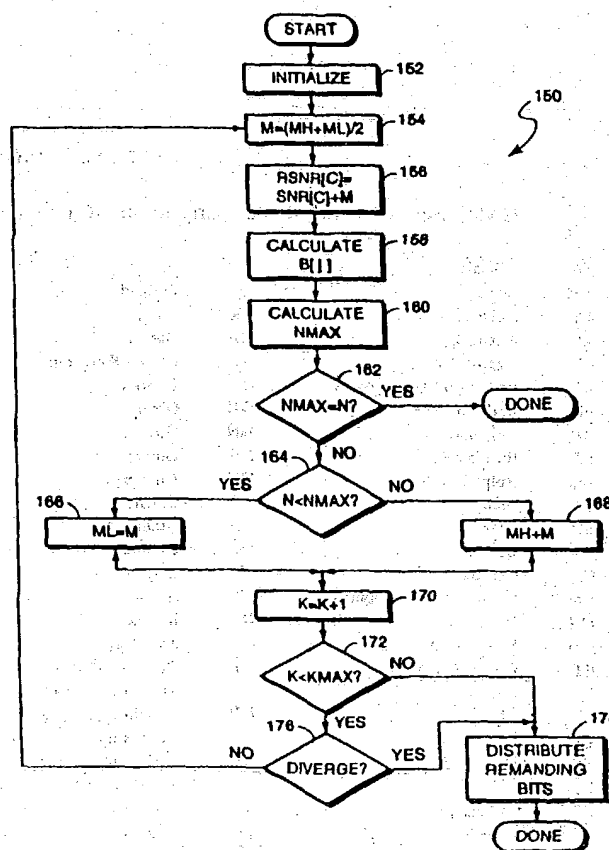 START
INITIALIZE
152
M=(MH+ML)/2
154
150
RSNR[C]=
SNR[C]+M
156
CALCULATE
B[ ]
158
CALCULATE
NMAX
160
162
NMAX=N?
YES
DONE
NO
164
YES
N<NMAX?
NO
166
ML=M
168
MH+M
K=K+1
170
172
K<KMAX?
NO
YES
176
NO
DIVERGE?
YES
DISTRIBUTE
REMANDING
BITS
DONE